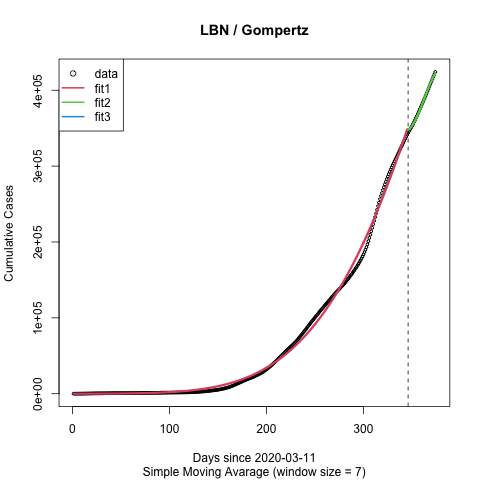 LBN / Gompertz
data
fit1
fit2
fit3
Cumulative Cases
0e+00
1e+05
2e+05
3e+05
4e+05
0
100
200
300
Days since 2020-03-11
Simple Moving Avarage (window size = 7)